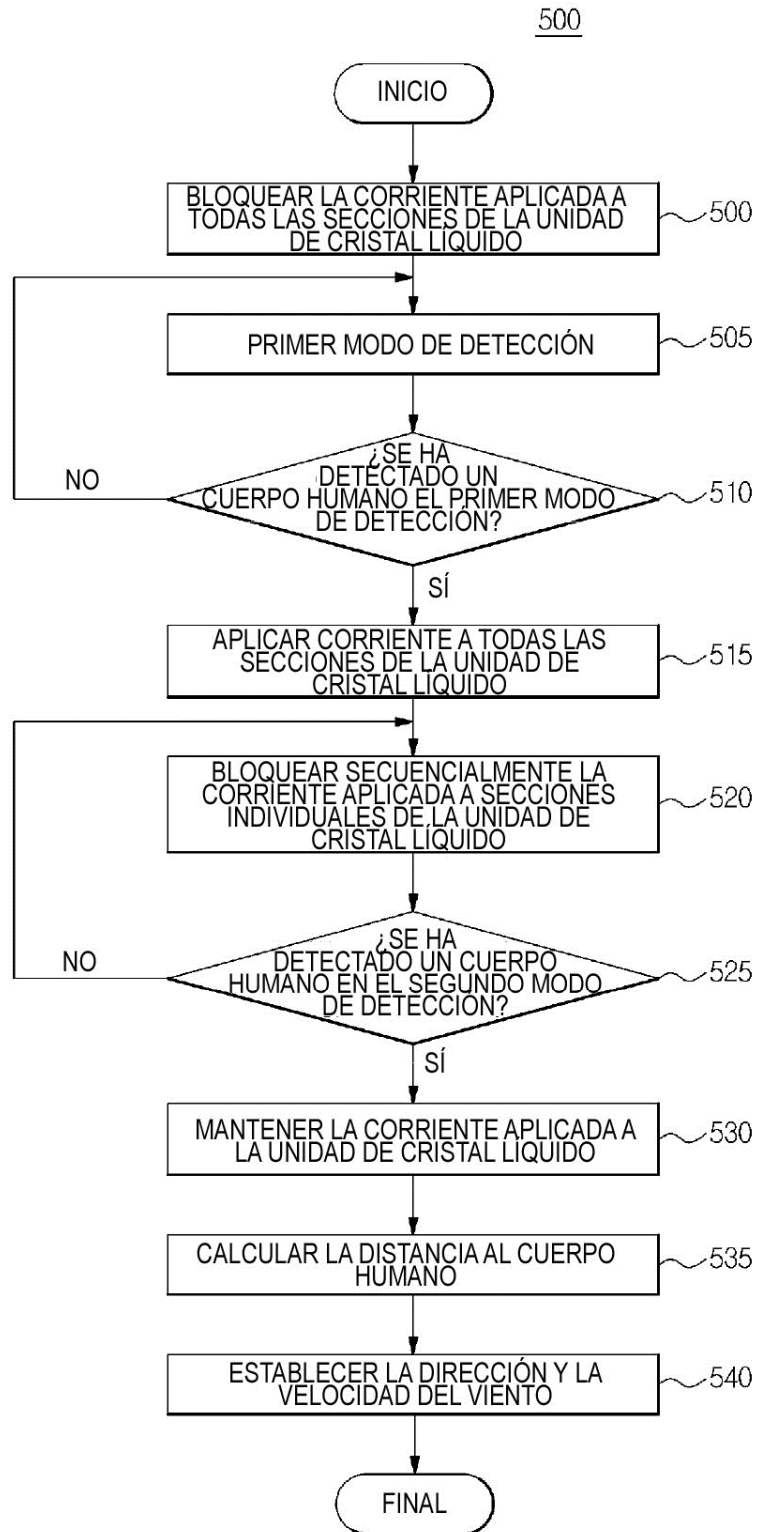 500
INICIO
BLOQUEAR LA CORRIENTE APLICADA A
TODAS LAS SECCIONES DE LA UNIDAD
DE CRISTAL LÍQUIDO
500
PRIMER MODO DE DETECCIÓN
505
¿SE HA
DETECTADO UN
CUERPO HUMANO EL PRIMER MODO
DE DETECCIÓN?
510
NO
SÍ
APLICAR CORRIENTE A TODAS LAS
SECCIONES DE LA UNIDAD DE
CRISTAL LÍQUIDO
515
BLOQUEAR SECUENCIALMENTE LA
CORRIENTE APLICADA A SECCIONES
INDIVIDUALES DE LA UNIDAD DE
CRISTAL LÍQUIDO
520
¿SE HA
DETECTADO UN CUERPO
HUMANO EN EL SEGUNDO MODO
DE DETECCIÓN?
525
NO
SÍ
MANTENER LA CORRIENTE APLICADA A
LA UNIDAD DE CRISTAL LÍQUIDO
530
CALCULAR LA DISTANCIA AL CUERPO
HUMANO
535
ESTABLECER LA DIRECCIÓN Y LA
VELOCIDAD DEL VIENTO
540
FINAL